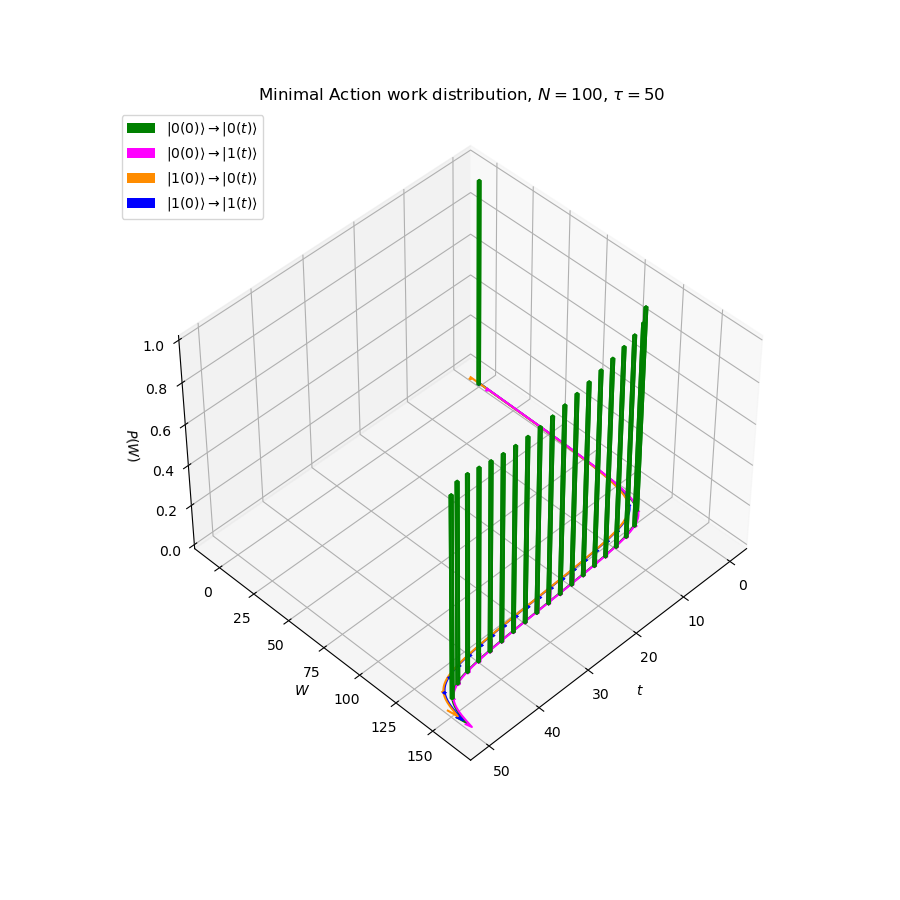 Minimal Action work distribution, $N = 100$, $\tau = 50$
|0(0)⟩ → |0(t)⟩
|0(0)⟩ → |1(t)⟩
|1(0)⟩ → |0(t)⟩
|1(0)⟩ → |1(t)⟩
1.0
0.8
0.6
0.4
0.2
0.0
P(W)
0
25
50
75
100
125
150
W
0
10
20
30
40
50
t